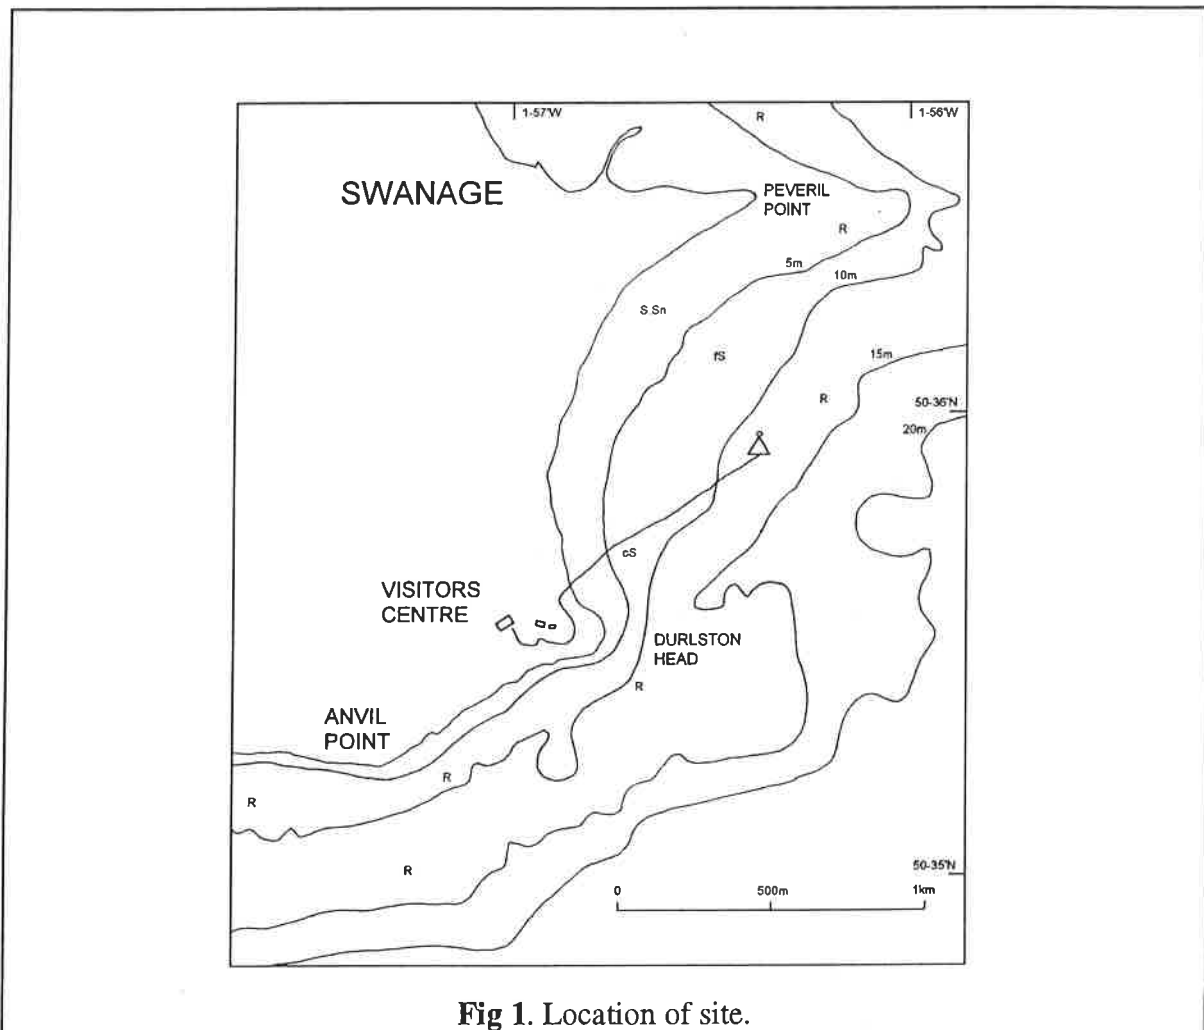 1-57'W
1-56'W
R
SWANAGE
PEVERIL
POINT
R
5m
10m
S.Sn
fS
15m
R
50-36'N
20m
cS
VISITORS
CENTRE
DURLSTON
HEAD
R
ANVIL
POINT
R
R
R
50-35'N
0 500m 1km
Fig 1. Location of site.